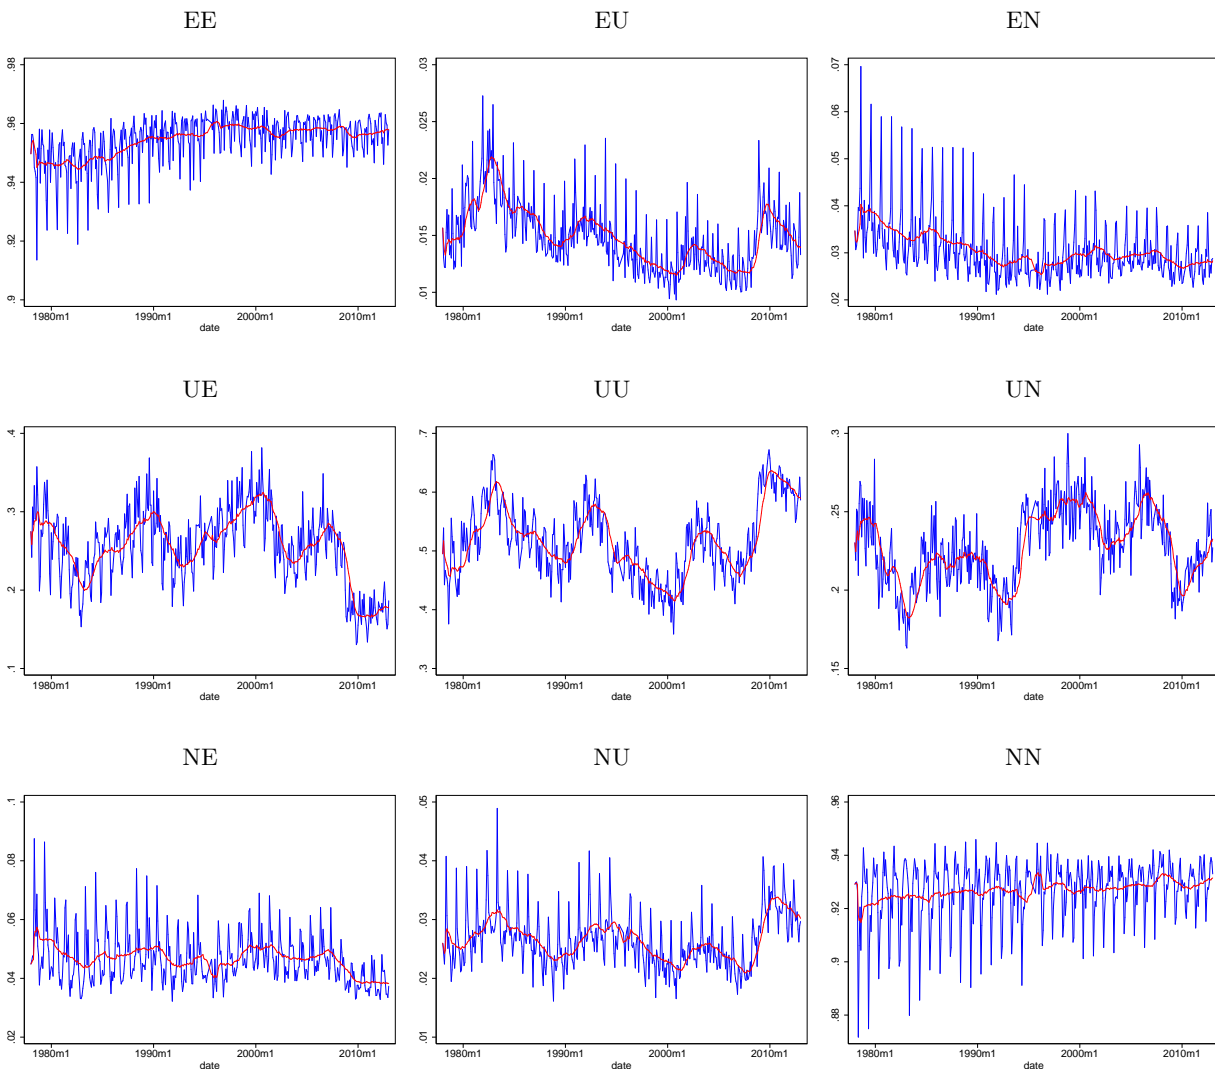 EE EU EN
.98 .96 .94 .92 .9
1980m1 1990m1 2000m1 2010m1
date
.03 .025 .02 .015 .01
1980m1 1990m1 2000m1 2010m1
date
.07 .06 .05 .04 .03 .02
1980m1 1990m1 2000m1 2010m1
date
UE UU UN
.4 .3 .2 .1
1980m1 1990m1 2000m1 2010m1
date
.7 .6 .5 .4 .3
1980m1 1990m1 2000m1 2010m1
date
.3 .25 .2 .15
1980m1 1990m1 2000m1 2010m1
date
NE NU NN
.1 .08 .06 .04 .02
1980m1 1990m1 2000m1 2010m1
date
.05 .04 .03 .02 .01
1980m1 1990m1 2000m1 2010m1
date
.96 .94 .92 .9 .88
1980m1 1990m1 2000m1 2010m1
date